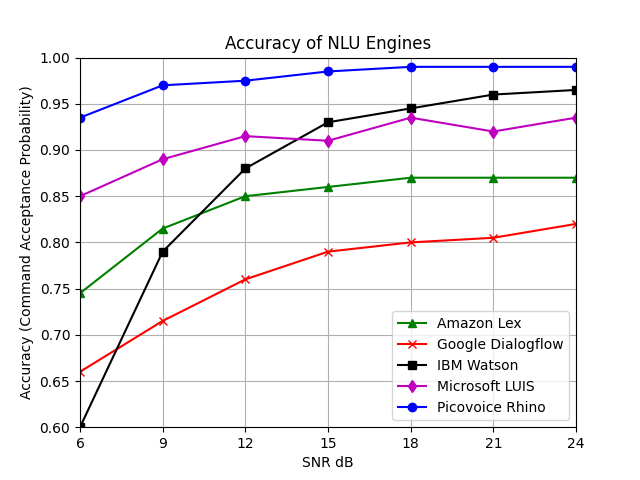 Accuracy of NLU Engines
Accuracy (Command Acceptance Probability)
1.00
0.95
0.90
0.85
0.80
0.75
0.70
0.65
0.60
6 9 12 15 18 21 24
SNR dB
Amazon Lex
Google Dialogflow
IBM Watson
Microsoft LUIS
Picovoice Rhino